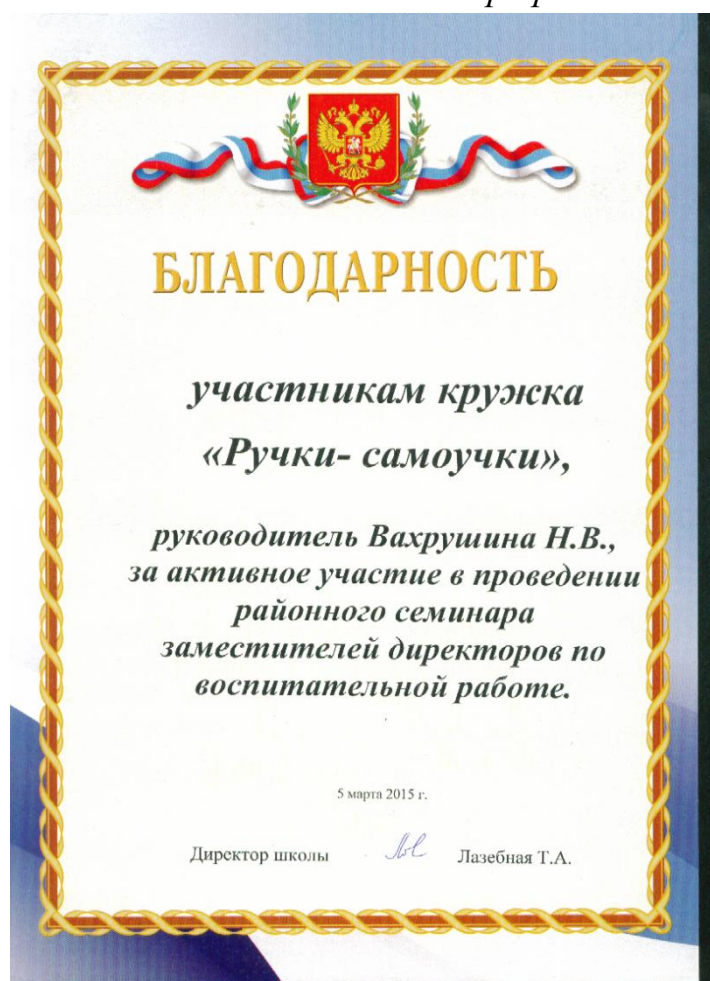 БЛАГОДАРНОСТЬ
участникам кружка
«Ручки- самоучки»,
руководитель Вахрушина Н.В.,
за активное участие в проведении
районного семинара
заместителей директоров по
воспитательной работе.
5 марта 2015 г.
Директор школы Лазебная Т.А.